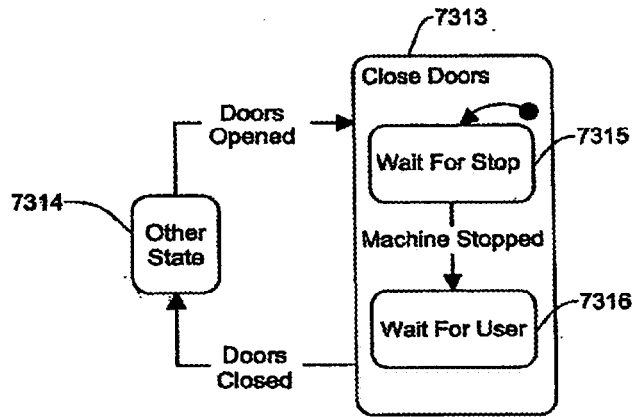 7313
Close Doors
Doors
Opened
7315
Wait For Stop
7314
Other
State
Machine Stopped
7316
Wait For User
Doors
Closed